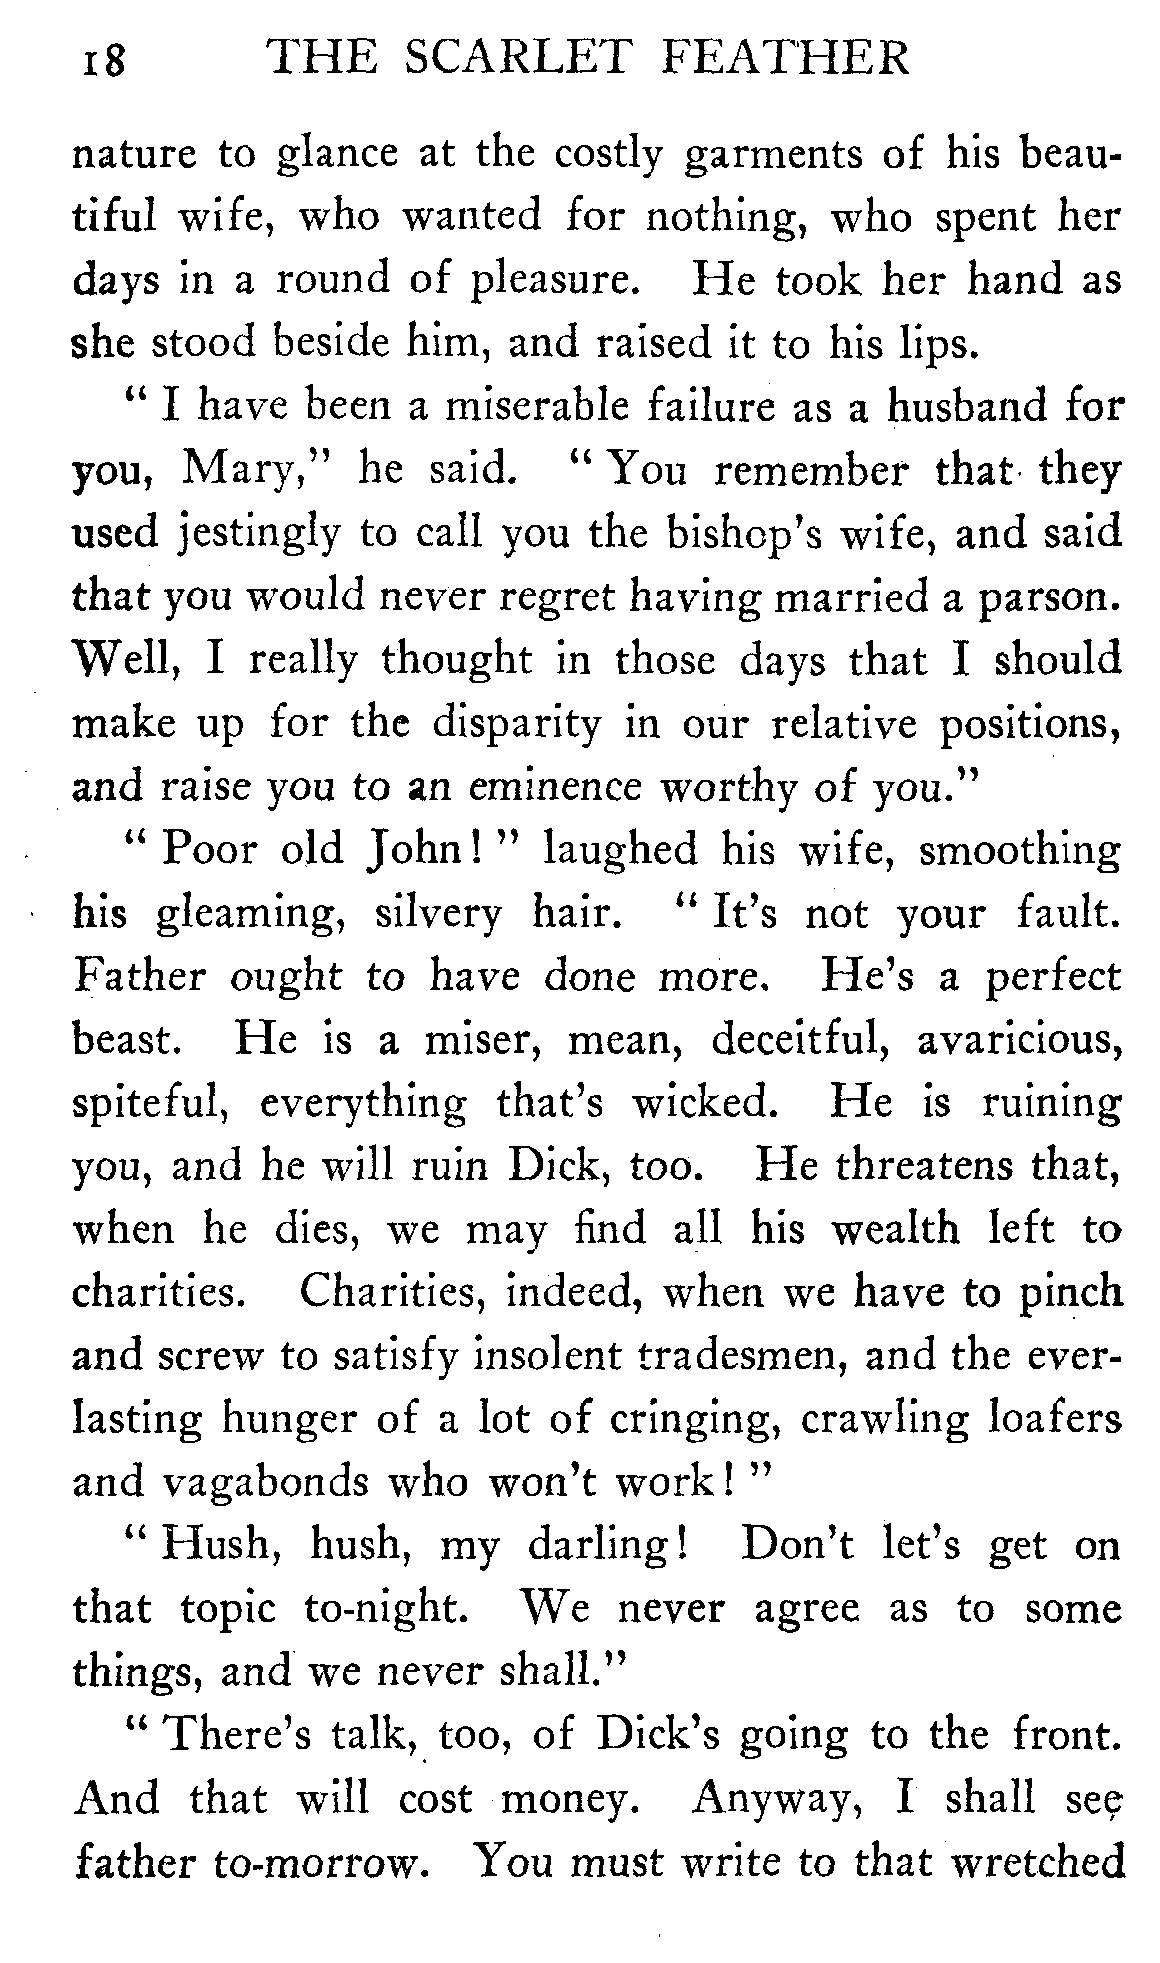 18 THE SCARLET FEATHER
nature to glance at the costly garments of his beau-
tiful wife, who wanted for nothing, who spent her
days in a round of pleasure. He took her hand as
she stood beside him, and raised it to his lips.
" I have been a miserable failure as a husband for
you, Mary," he said. " You remember that they
used jestingly to call you the bishop's wife, and said
that you would never regret having married a parson.
Well, I really thought in those days that I should
make up for the disparity in our relative positions,
and raise you to an eminence worthy of you."
" Poor old John! " laughed his wife, smoothing
his gleaming, silvery hair. " It's not your fault.
Father ought to have done more. He's a perfect
beast. He is a miser, mean, deceitful, avaricious,
spiteful, everything that's wicked. He is ruining
you, and he will ruin Dick, too. He threatens that,
when he dies, we may find all his wealth left to
charities. Charities, indeed, when we have to pinch
and screw to satisfy insolent tradesmen, and the ever-
lasting hunger of a lot of cringing, crawling loafers
and vagabonds who won't work! "
" Hush, hush, my darling! Don't let's get on
that topic to-night. We never agree as to some
things, and we never shall."
" There's talk, too, of Dick's going to the front.
And that will cost money. Anyway, I shall see
father to-morrow. You must write to that wretched